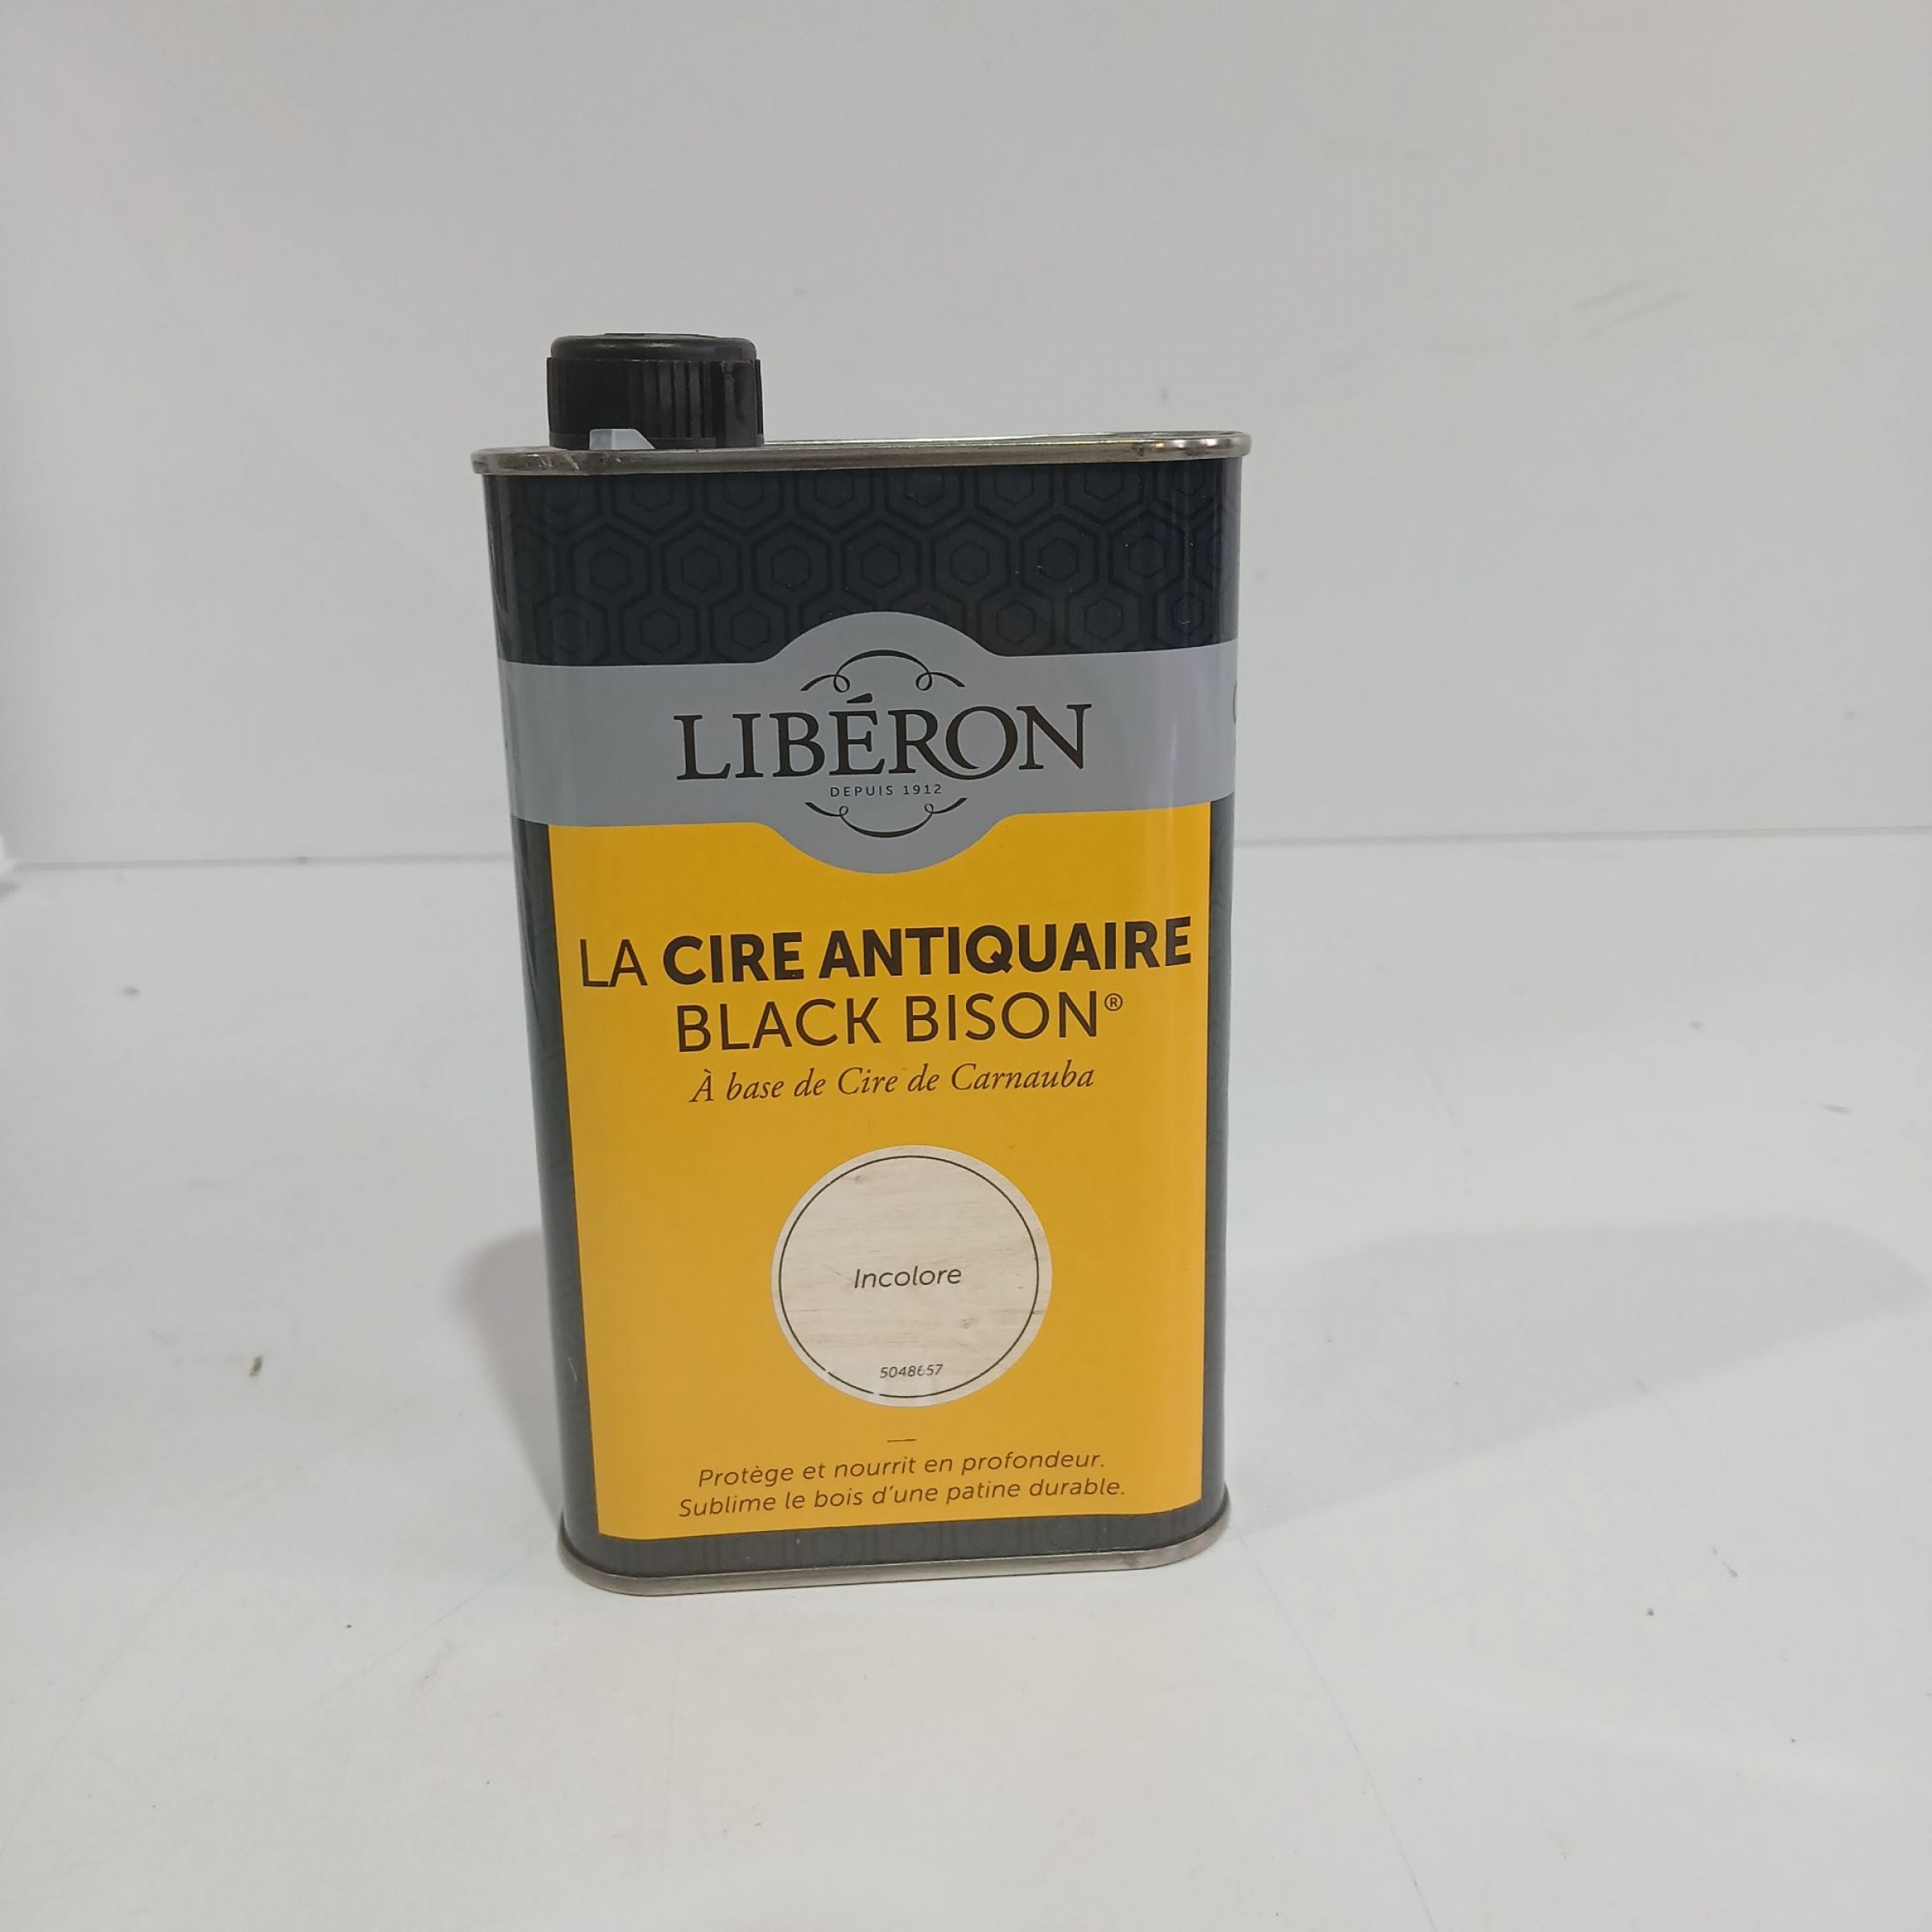 LIBÉRON
DEPUIS 1912
LA CIRE ANTIQUAIRE
BLACK BISON®
À base de Cire de Carnauba
Incolore
5048657
Protège et nourrit en profondeur.
Sublime le bois d'une patine durable.